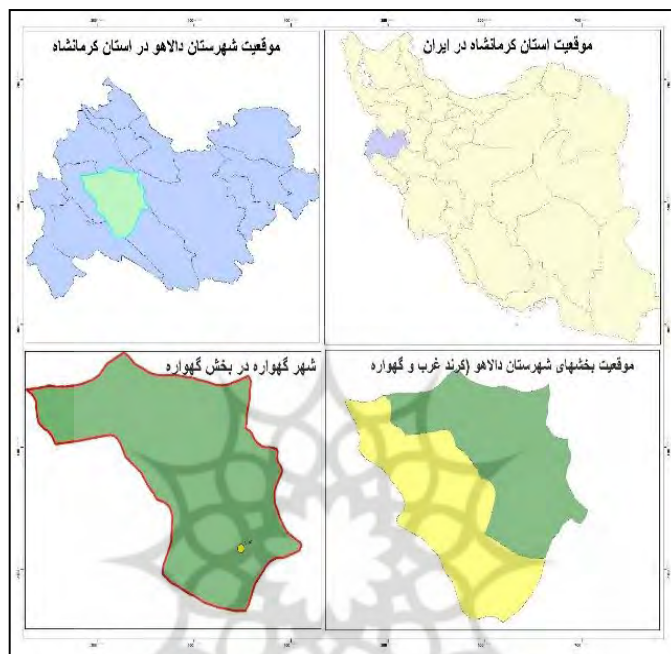 موقعیت استان کرمانشاه در ایران
موقعیت شهرستان دالاهو در استان کرمانشاه
موقعیت بخشهای شهرستان دالاهو (کرند غرب و گهواره
شهر گهواره در بخش گهواره